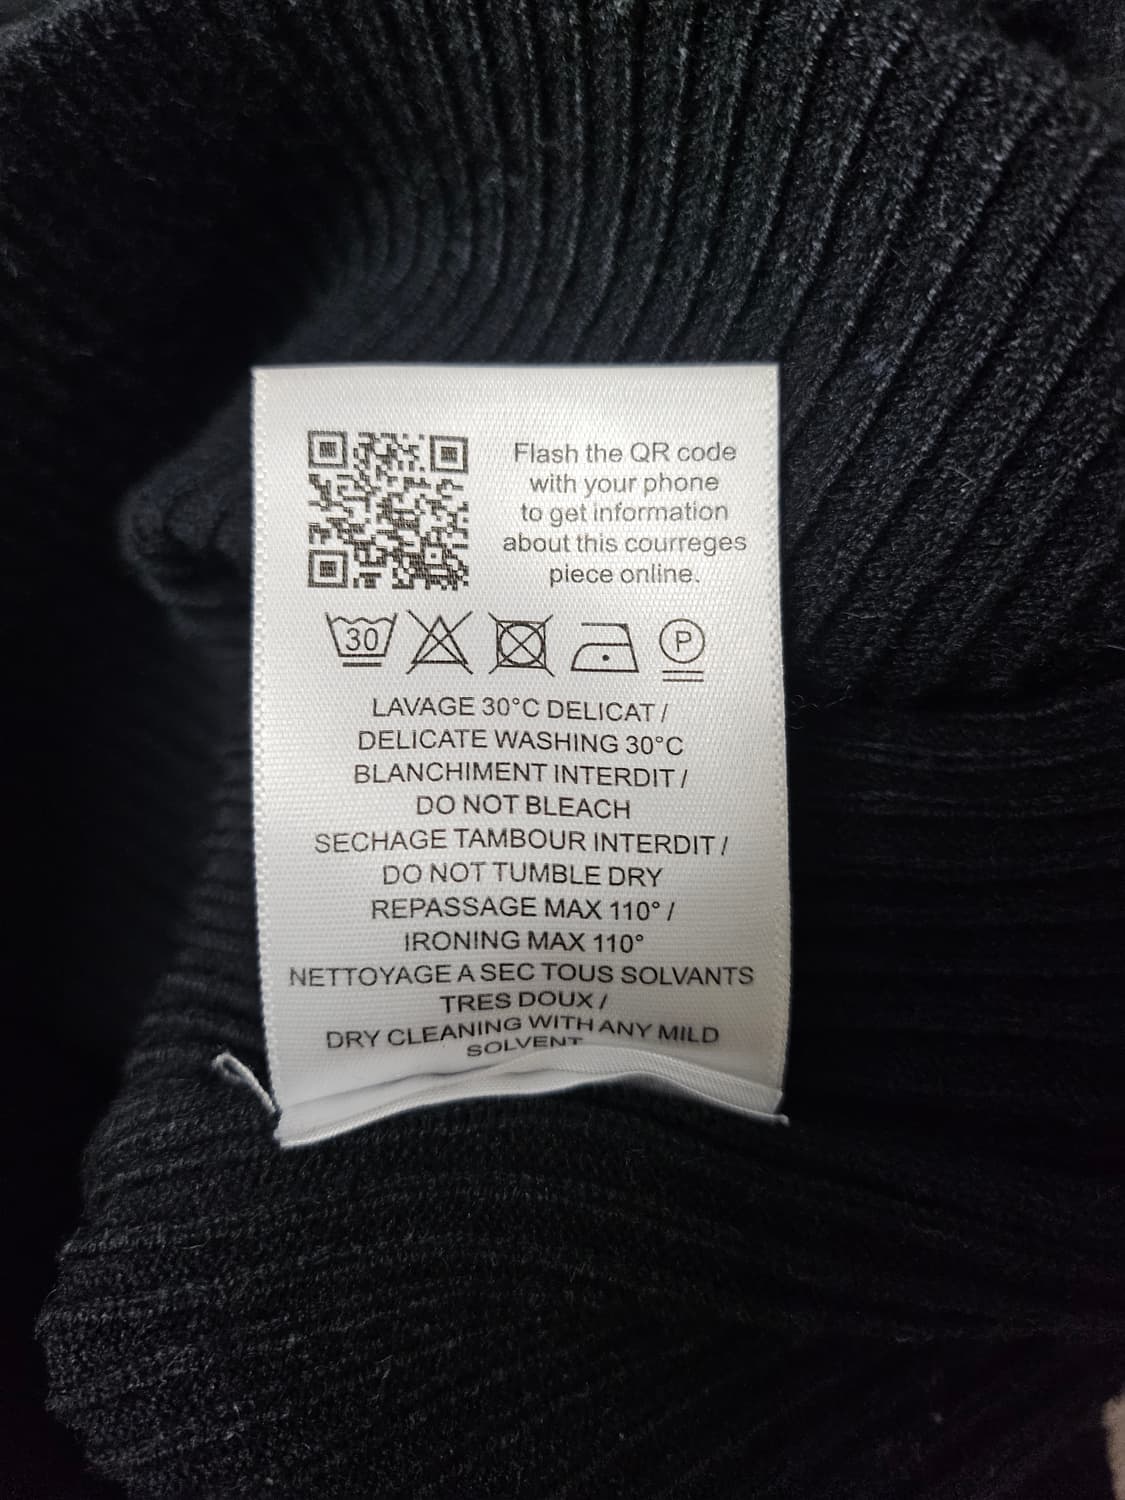 Flash the QR code
with your phone
to get information
about this courreges
piece online.
30
P
LAVAGE 30°C DELICAT /
DELICATE WASHING 30°C
BLANCHIMENT INTERDIT /
DO NOT BLEACH
SECHAGE TAMBOUR INTERDIT /
DO NOT TUMBLE DRY
REPASSAGE MAX 110° /
IRONING MAX 110°
NETTOYAGE A SEC TOUS SOLVANTS
TRES DOUX /
DRY CLEANING WITH ANY MILD
SOLVENT